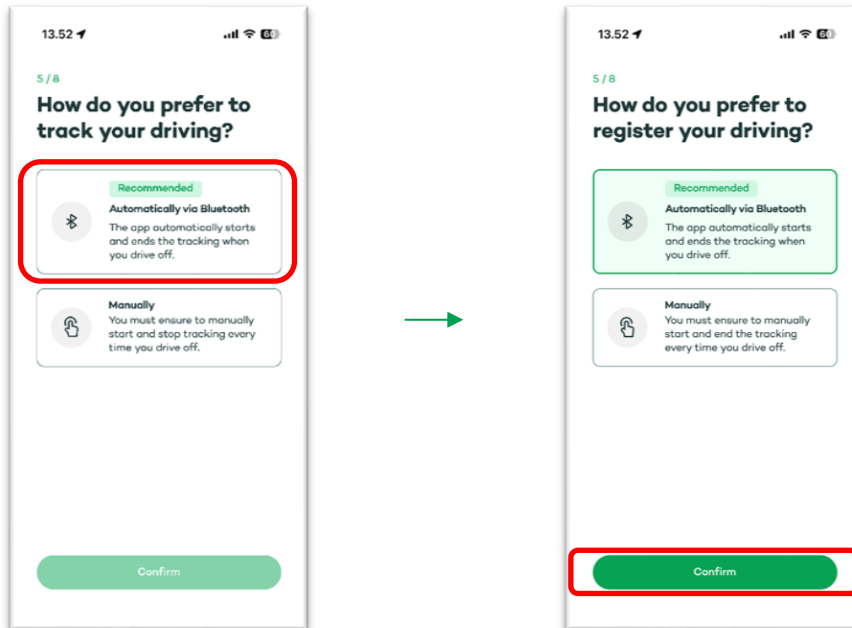 13.52
60
5/8
How do you prefer to
track your driving?
Recommended
Automatically via Bluetooth
The app automatically starts
and ends the tracking when
you drive off.
Manually
You must ensure to manually
start and stop tracking every
time you drive off.
Confirm
13.52
60
5/8
How do you prefer to
register your driving?
Recommended
Automatically via Bluetooth
The app automatically starts
and ends the tracking when
you drive off.
Manually
You must ensure to manually
start and end the tracking
every time you drive off.
Confirm